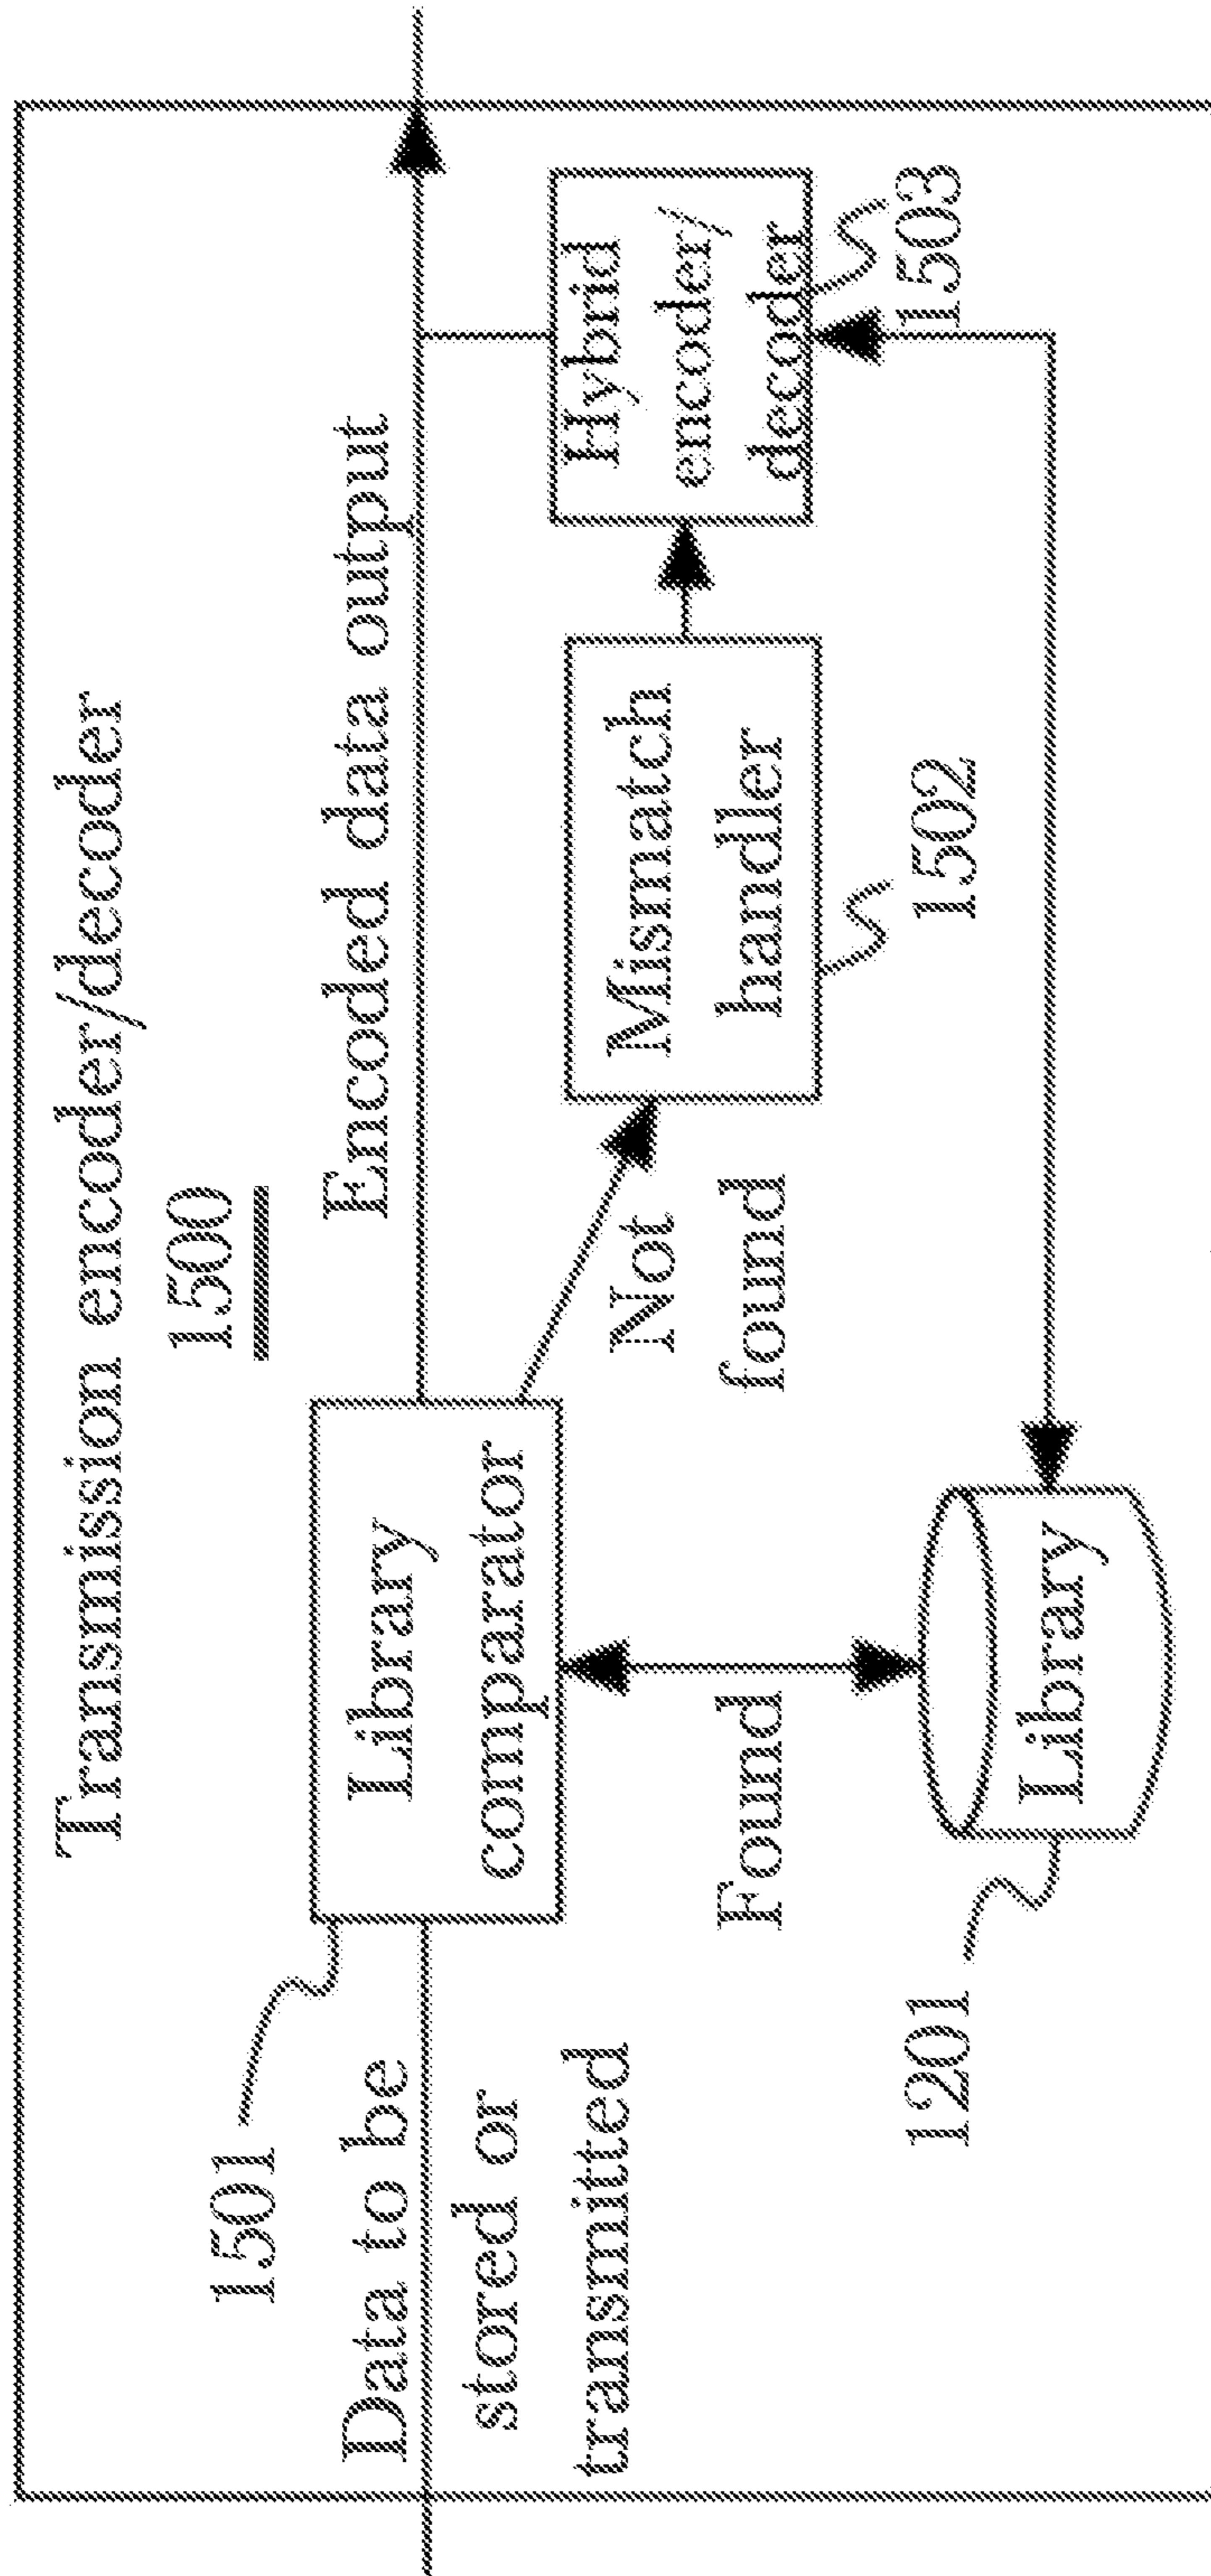 Transmission encoder/decoder
1500
1501
Data to be
stored or
transmitted
Library
comparator
Encoded data output
Not
found
Mismatch
handler
1502
Hybrid
encoder/
decoder
1503
Found
1201
Library